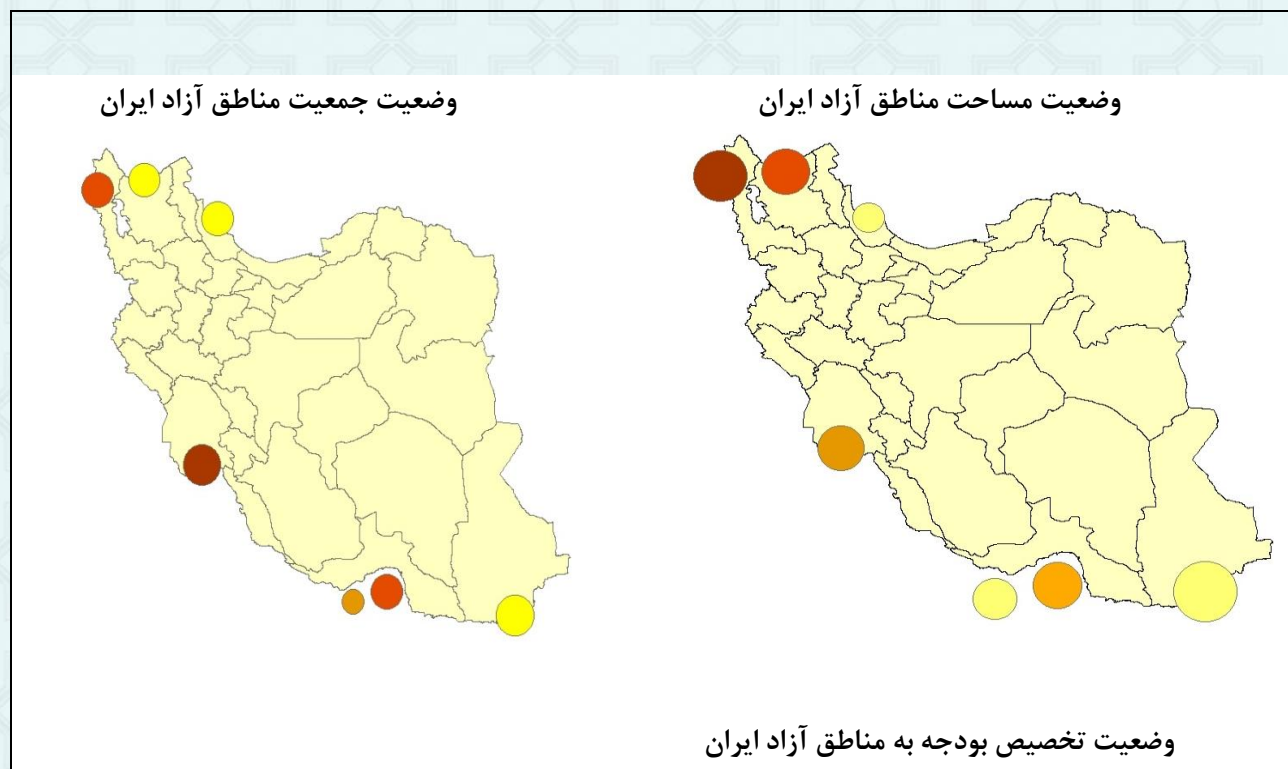 وضعیت مساحت مناطق آزاد ایران
وضعیت جمعیت مناطق آزاد ایران
وضعیت تخصیص بودجه به مناطق آزاد ایران